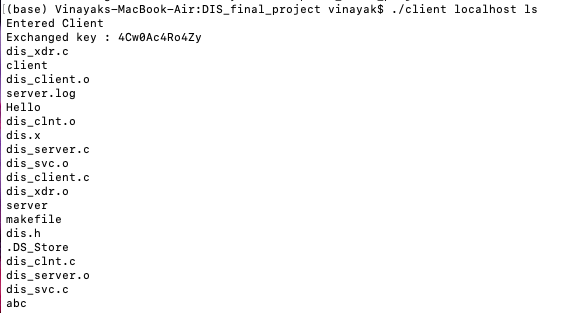 (base) Vinayaks-MacBook-Air:DIS_final_project vinayak$ ./client localhost ls
Entered Client
Exchanged key : 4Cw0Ac4Ro4Zy
dis_xdr.c
client
dis_client.o
server.log
Hello
dis_clnt.o
dis.x
dis_server.c
dis_svc.o
dis_client.c
dis_xdr.o
server
makefile
dis.h
.DS_Store
dis_clnt.c
dis_server.o
dis_svc.c
abc